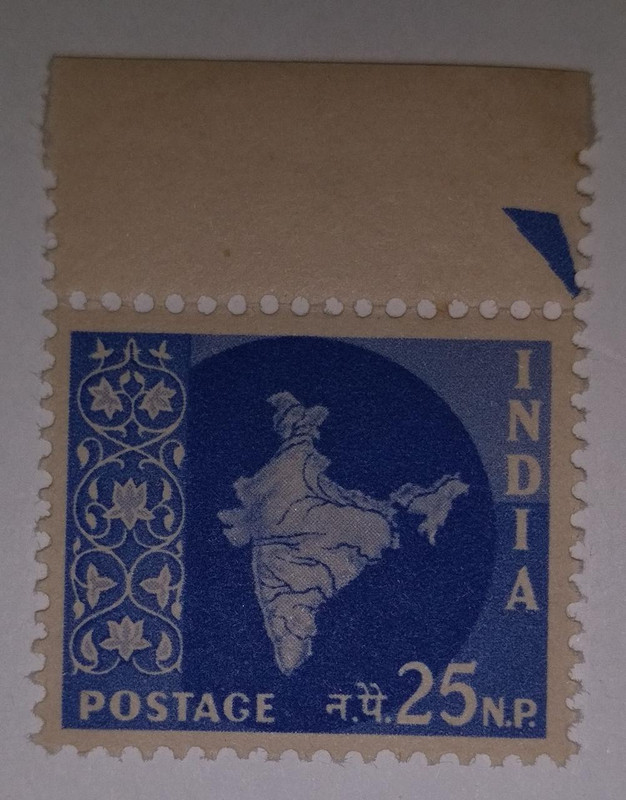 INDIA
POSTAGE न.पै. 25 N.P.